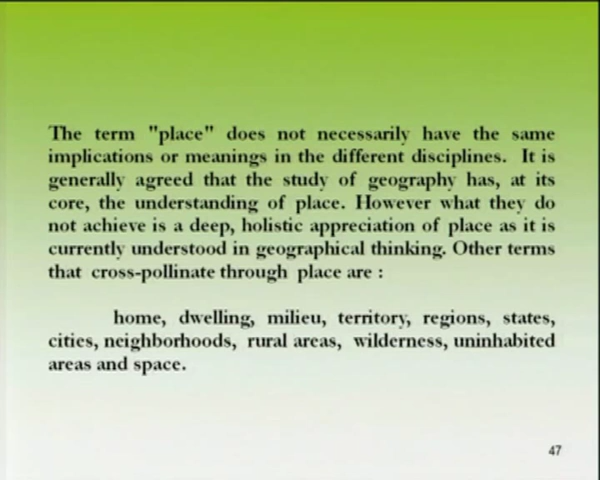 The term "place" does not necessarily have the same
implications or meanings in the different disciplines. It is
generally agreed that the study of geography has, at its
core, the understanding of place. However what they do
not achieve is a deep, holistic appreciation of place as it is
currently understood in geographical thinking. Other terms
that cross-pollinate through place are :
home, dwelling, milieu, territory, regions, states,
cities, neighborhoods, rural areas, wilderness, uninhabited
areas and space.
47